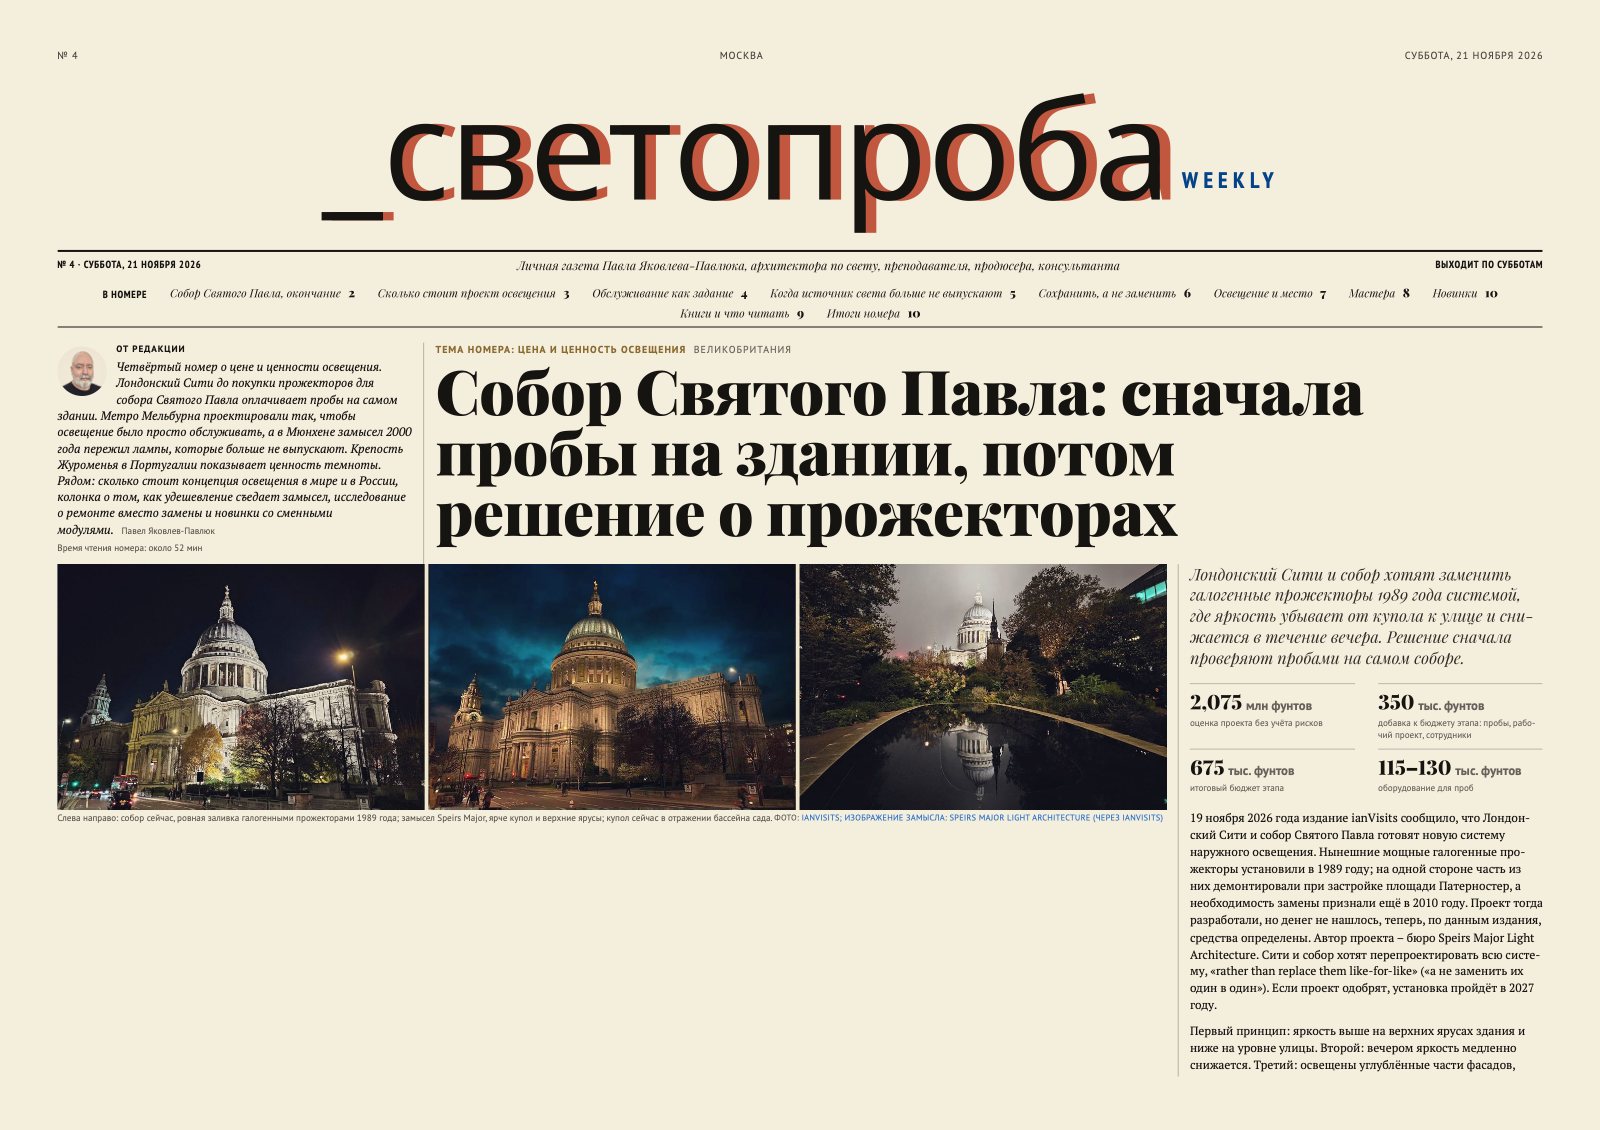 № 4
МОСКВА
СУББОТА, 21 НОЯБРЯ 2026
_светопроба
WEEKLY
№ 4 · СУББОТА, 21 НОЯБРЯ 2026
Личная газета Павла Яковлева-Павлюка, архитектора по свету, преподавателя, продюсера, консультанта
ВЫХОДИТ ПО СУББОТАМ
В НОМЕРЕ Собор Святого Павла, окончание 2 Сколько стоит проект освещения 3 Обслуживание как задание 4 Когда источник света больше не выпускают 5 Сохранить, а не заменить 6 Освещение и место 7 Мастера 8 Новинки 10
Книги и что читать 9 Итоги номера 10
ОТ РЕДАКЦИИ
Четвёртый номер о цене и ценности освещения.
Лондонский Сити до покупки прожекторов для
собора Святого Павла оплачивает пробы на самом
здании. Метро Мельбурна проектировали так, чтобы
освещение было просто обслуживать, а в Мюнхене замысел 2000
года пережил лампы, которые больше не выпускают. Крепость
Журоменья в Португалии показывает ценность темноты.
Рядом: сколько стоит концепция освещения в мире и в России,
колонка о том, как удешевление съедает замысел, исследование
о ремонте вместо замены и новинки со сменными
модулями. Павел Яковлев-Павлюк
Время чтения номера: около 52 мин
ТЕМА НОМЕРА: ЦЕНА И ЦЕННОСТЬ ОСВЕЩЕНИЯ ВЕЛИКОБРИТАНИЯ
Собор Святого Павла: сначала
пробы на здании, потом
решение о прожекторах
Слева направо: собор сейчас, ровная заливка галогенными прожекторами 1989 года; замысел Speirs Major, ярче купол и верхние ярусы; купол сейчас в отражении бассейна сада. ФОТО: IANVISITS; ИЗОБРАЖЕНИЕ ЗАМЫСЛА: SPEIRS MAJOR LIGHT ARCHITECTURE (ЧЕРЕЗ IANVISITS)
Лондонский Сити и собор хотят заменить
галогенные прожекторы 1989 года системой,
где яркость убывает от купола к улице и сни-
жается в течение вечера. Решение сначала
проверяют пробами на самом соборе.
2,075 млн фунтов
оценка проекта без учёта рисков
350 тыс. фунтов
добавка к бюджету этапа: пробы, рабо-
чий проект, сотрудники
675 тыс. фунтов
итоговый бюджет этапа
115–130 тыс. фунтов
оборудование для проб
19 ноября 2026 года издание ianVisits сообщило, что Лондон-
ский Сити и собор Святого Павла готовят новую систему
наружного освещения. Нынешние мощные галогенные про-
жекторы установили в 1989 году; на одной стороне часть из
них демонтировали при застройке площади Патерностер, а
необходимость замены признали ещё в 2010 году. Проект тогда
разработали, но денег не нашлось, теперь, по данным издания,
средства определены. Автор проекта – бюро Speirs Major Light
Architecture. Сити и собор хотят перепроектировать всю систе-
му, «rather than replace them like-for-like» («а не заменить их
один в один»). Если проект одобрят, установка пройдёт в 2027
году.
Первый принцип: яркость выше на верхних ярусах здания и
ниже на уровне улицы. Второй: вечером яркость медленно
снижается. Третий: освещены углублённые части фасадов,